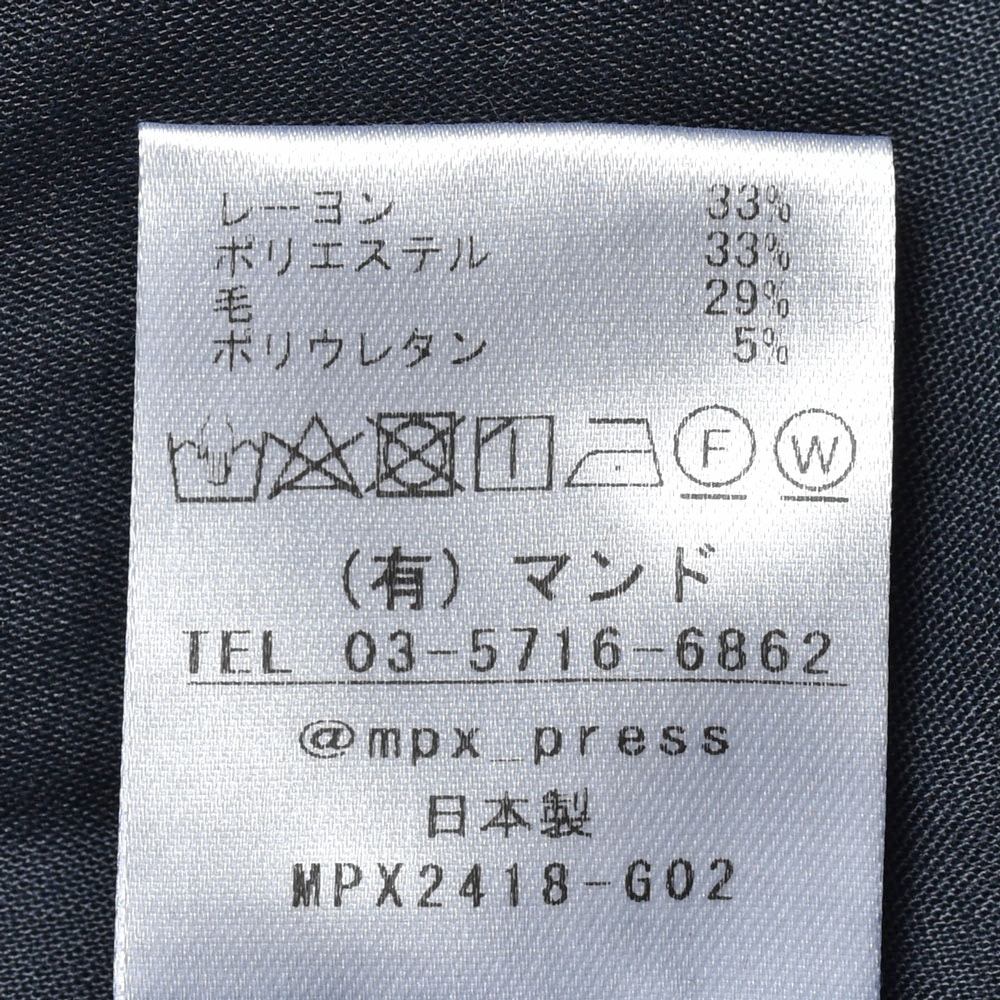 レーヨン 33%
ポリエステル 33%
毛 29%
ポリウレタン 5%
F W
(有) マンド
TEL 03-5716-6862
@mpx_press
日本製
MPX2418-G02